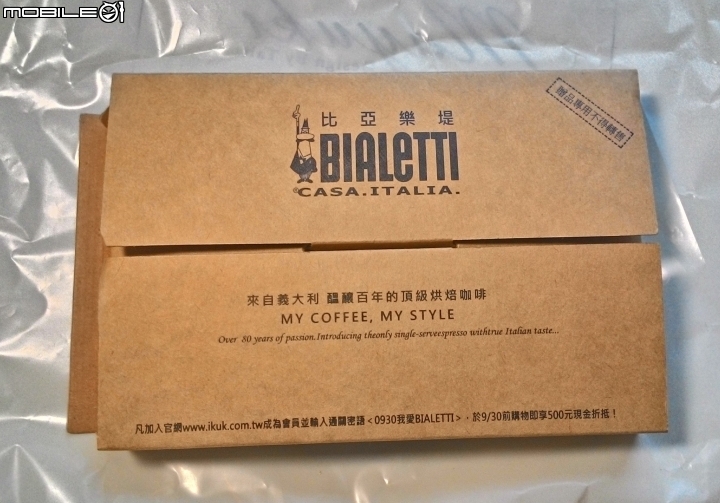 MOBILE01
贈品專用不得轉售
比亞樂堤
BIALETTI
CASA.ITALIA.
來自義大利 醞釀百年的頂級烘焙咖啡
MY COFFEE, MY STYLE
Over 80 years of passion.Introducing theonly single-serveespresso withtrue Italian taste...
凡加入官網www.ikuk.com.tw成為會員並輸入通關密語<0930我愛BIALETTI>，於9/30前購物即享500元現金折抵！